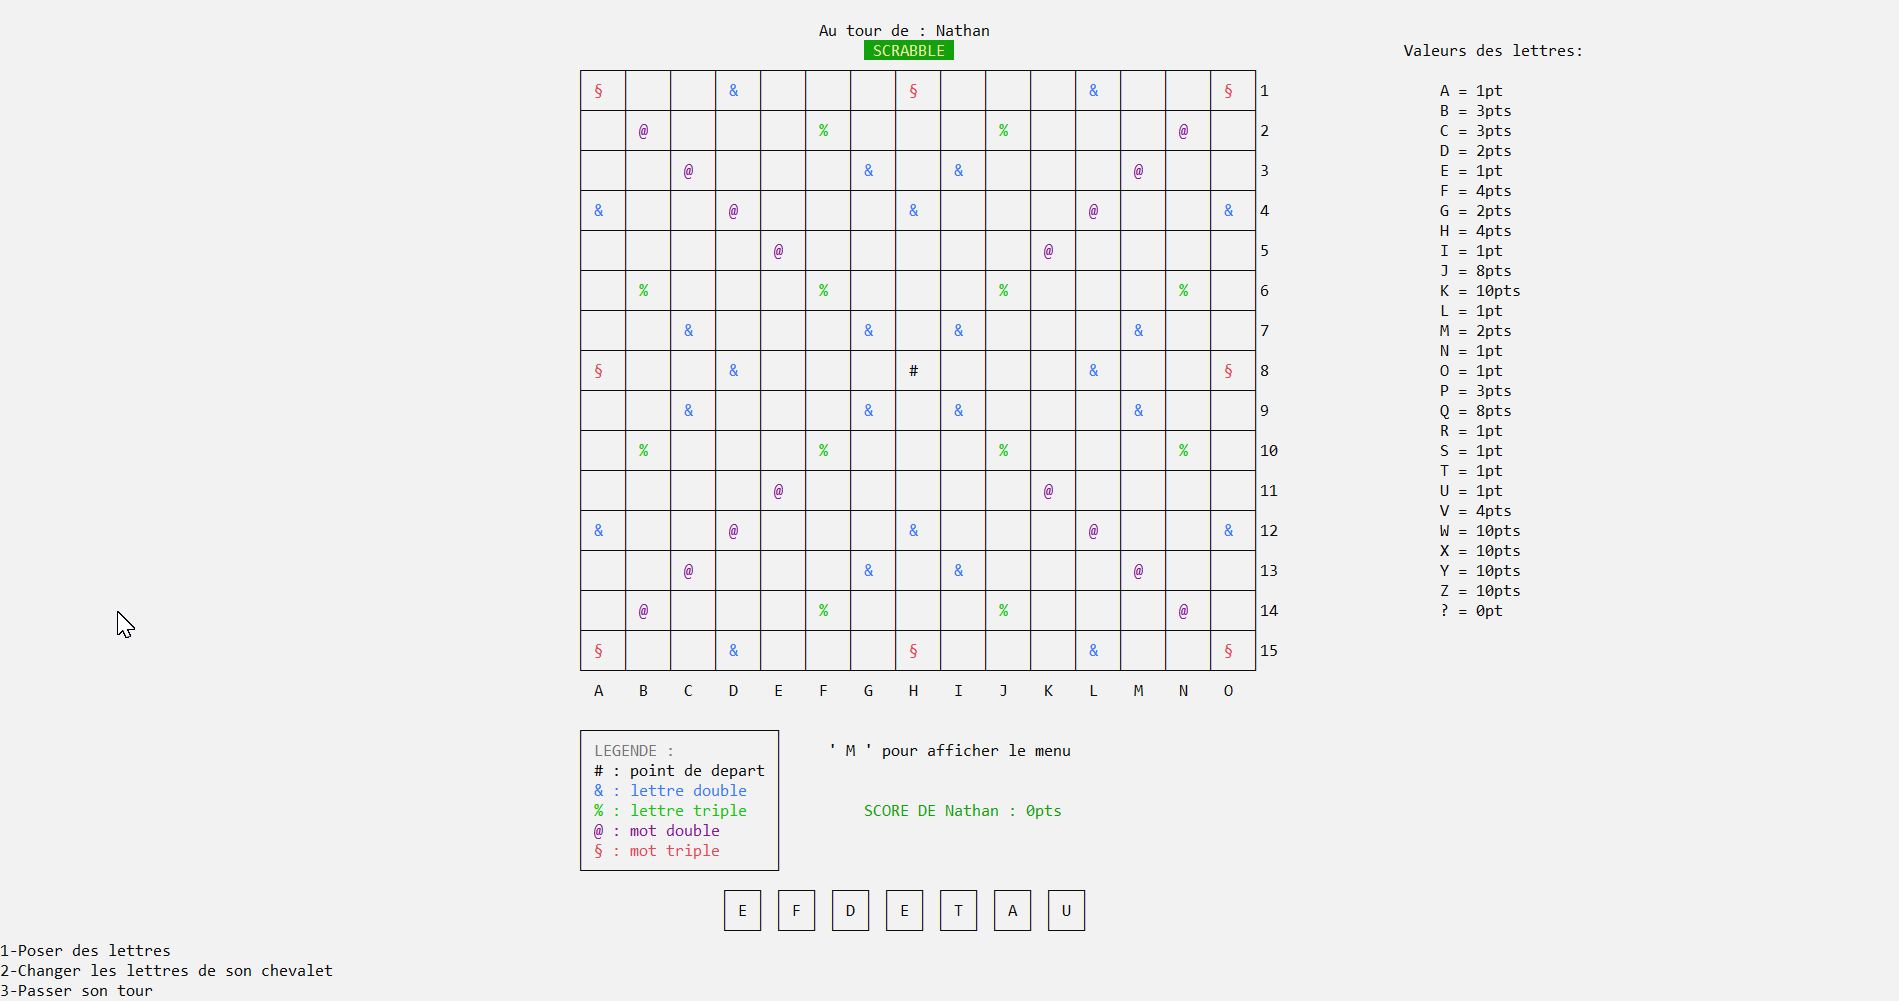 Au tour de : Nathan
SCRABBLE
Valeurs des lettres:
§ & § & § 1
@ % % @ 2
@ & & @ 3
& @ & @ & 4
@ @ 5
% % % % 6
& & & & 7
§ & # & § 8
& & & & 9
% % % % 10
@ @ 11
& @ & @ & 12
@ & & @ 13
@ % % @ 14
§ & § & § 15
A B C D E F G H I J K L M N O
A = 1pt
B = 3pts
C = 3pts
D = 2pts
E = 1pt
F = 4pts
G = 2pts
H = 4pts
I = 1pt
J = 8pts
K = 10pts
L = 1pt
M = 2pts
N = 1pt
O = 1pt
P = 3pts
Q = 8pts
R = 1pt
S = 1pt
T = 1pt
U = 1pt
V = 4pts
W = 10pts
X = 10pts
Y = 10pts
Z = 10pts
? = 0pt
LEGENDE :
# : point de depart
& : lettre double
% : lettre triple
@ : mot double
§ : mot triple
' M ' pour afficher le menu
SCORE DE Nathan : 0pts
E F D E T A U
1-Poser des lettres
2-Changer les lettres de son chevalet
3-Passer son tour